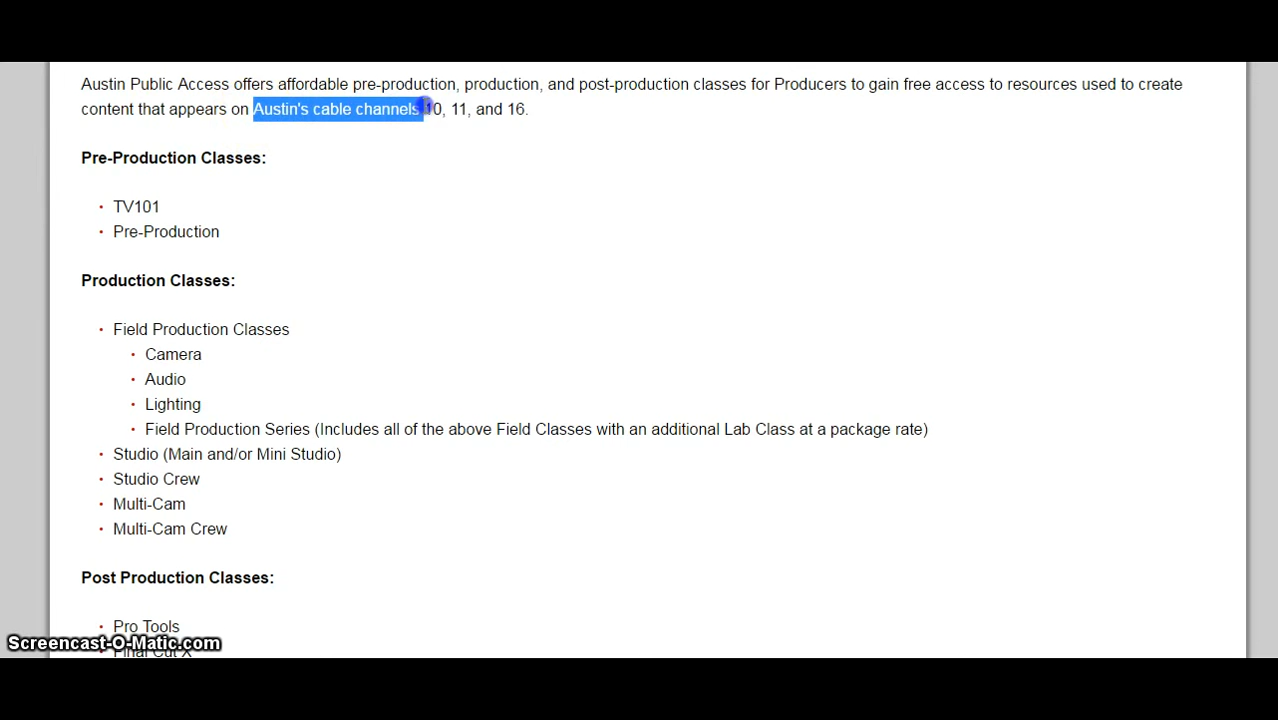 Austin Public Access offers affordable pre-production, production, and post-production classes for Producers to gain free access to resources used to create
content that appears on Austin's cable channels 10, 11, and 16.
Pre-Production Classes:
• TV101
• Pre-Production
Production Classes:
• Field Production Classes
• Camera
• Audio
• Lighting
• Field Production Series (Includes all of the above Field Classes with an additional Lab Class at a package rate)
• Studio (Main and/or Mini Studio)
• Studio Crew
• Multi-Cam
• Multi-Cam Crew
Post Production Classes:
• Pro Tools
Screencast-O-Matic.com
• Final Cut X